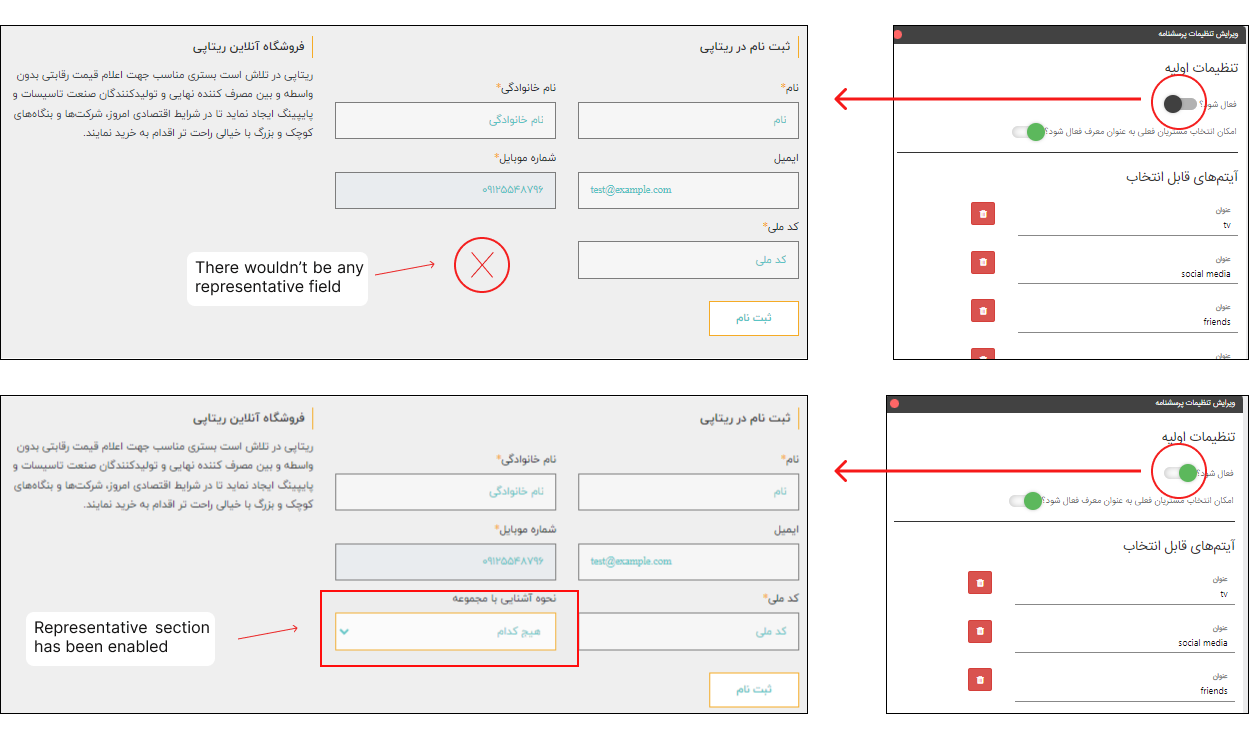 ثبت نام در ریتاپی
فروشگاه آنلاین ریتاپی
ریتاپی در تلاش است بستری مناسب جهت اعلام قیمت رقابتی بدون
واسطه و بین مصرف کننده نهایی و تولیدکنندگان صنعت تاسیسات و
پایپینگ ایجاد نماید تا در شرایط اقتصادی امروز، شرکت‌ها و بنگاه‌های
کوچک و بزرگ با خیالی راحت تر اقدام به خرید نمایند.
نام*
نام خانوادگی*
نام
نام خانوادگی
ایمیل
شماره موبایل*
test@example.com
۰۹۱۲۵۵۴۸۷۹۶
کد ملی*
کد ملی
There wouldn’t be any
representative field
ثبت نام
ویرایش تنظیمات پرسشنامه
تنظیمات اولیه
فعال شود؟
امکان انتخاب مشتریان فعلی به عنوان معرف فعال شود؟
آیتم‌های قابل انتخاب
عنوان
tv
عنوان
social media
عنوان
friends
عنوان
ثبت نام در ریتاپی
فروشگاه آنلاین ریتاپی
ریتاپی در تلاش است بستری مناسب جهت اعلام قیمت رقابتی بدون
واسطه و بین مصرف کننده نهایی و تولیدکنندگان صنعت تاسیسات و
پایپینگ ایجاد نماید تا در شرایط اقتصادی امروز، شرکت‌ها و بنگاه‌های
کوچک و بزرگ با خیالی راحت تر اقدام به خرید نمایند.
نام*
نام خانوادگی*
نام
نام خانوادگی
ایمیل
شماره موبایل*
test@example.com
۰۹۱۲۵۵۴۸۷۹۶
کد ملی*
نحوه آشنایی با مجموعه
کد ملی
هیچ کدام
Representative section
has been enabled
ثبت نام
ویرایش تنظیمات پرسشنامه
تنظیمات اولیه
فعال شود؟
امکان انتخاب مشتریان فعلی به عنوان معرف فعال شود؟
آیتم‌های قابل انتخاب
عنوان
tv
عنوان
social media
عنوان
friends